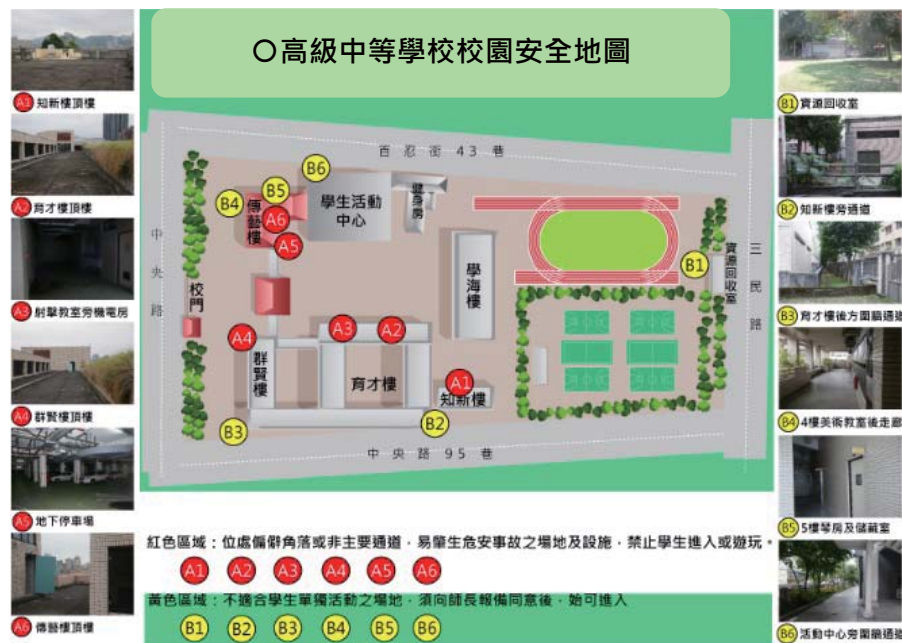 〇高級中等學校校園安全地圖
A1 知新樓頂樓
A2 育才樓頂樓
A3 射擊教室旁機電房
A4 群賢樓頂樓
A5 地下停車場
A6 傳藝樓頂樓
百忍街43巷
B6
B5
B4
傳藝樓
A6
A5
學生活動
中心
健身房
學海樓
B1
資源回收室
三民路
中央路
校門
A4
群賢樓
A3
A2
育才樓
A1
知新樓
B3
B2
中央路95巷
B1 資源回收室
B2 知新樓旁通道
B3 育才樓後方圍牆通道
B4 4樓美術教室後走廊
B5 5樓琴房及儲藏室
B6 活動中心旁圍牆通道
紅色區域：位處偏僻角落或非主要通道，易肇生危安事故之場地及設施，禁止學生進入或遊玩。
A1 A2 A3 A4 A5 A6
黃色區域：不適合學生單獨活動之場地，須向師長報備同意後，始可進入
B1 B2 B3 B4 B5 B6